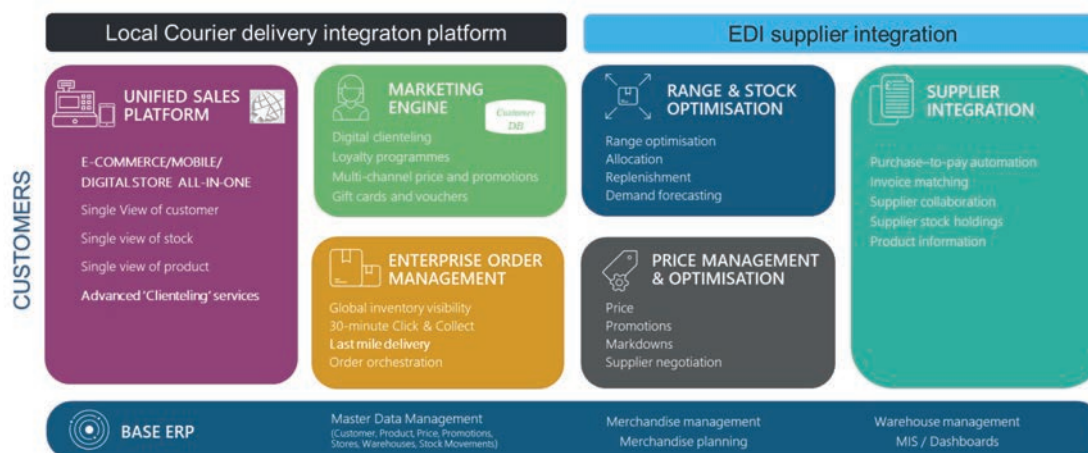 Local Courier delivery integraton platform
EDI supplier integration
CUSTOMERS
UNIFIED SALES
PLATFORM
E-COMMERCE/MOBILE/
DIGITAL STORE ALL-IN-ONE
Single View of customer
Single view of stock
Single view of product
Advanced 'Clienteling' services
MARKETING
ENGINE
Customer
DB
Digital clienteling
Loyalty programmes
Multi-channel price and promotions
Gift cards and vouchers
ENTERPRISE ORDER
MANAGEMENT
Global inventory visibility
30-minute Click & Collect
Last mile delivery
Order orchestration
RANGE & STOCK
OPTIMISATION
Range optimisation
Allocation
Replenishment
Demand forecasting
PRICE MANAGEMENT
& OPTIMISATION
Price
Promotions
Markdowns
Supplier negotiation
SUPPLIER
INTEGRATION
Purchase-to-pay automation
Invoice matching
Supplier collaboration
Supplier stock holdings
Product information
BASE ERP
Master Data Management
(Customer, Product, Price, Promotions,
Stores, Warehouses, Stock Movements)
Merchandise management
Merchandise planning
Warehouse management
MIS / Dashboards